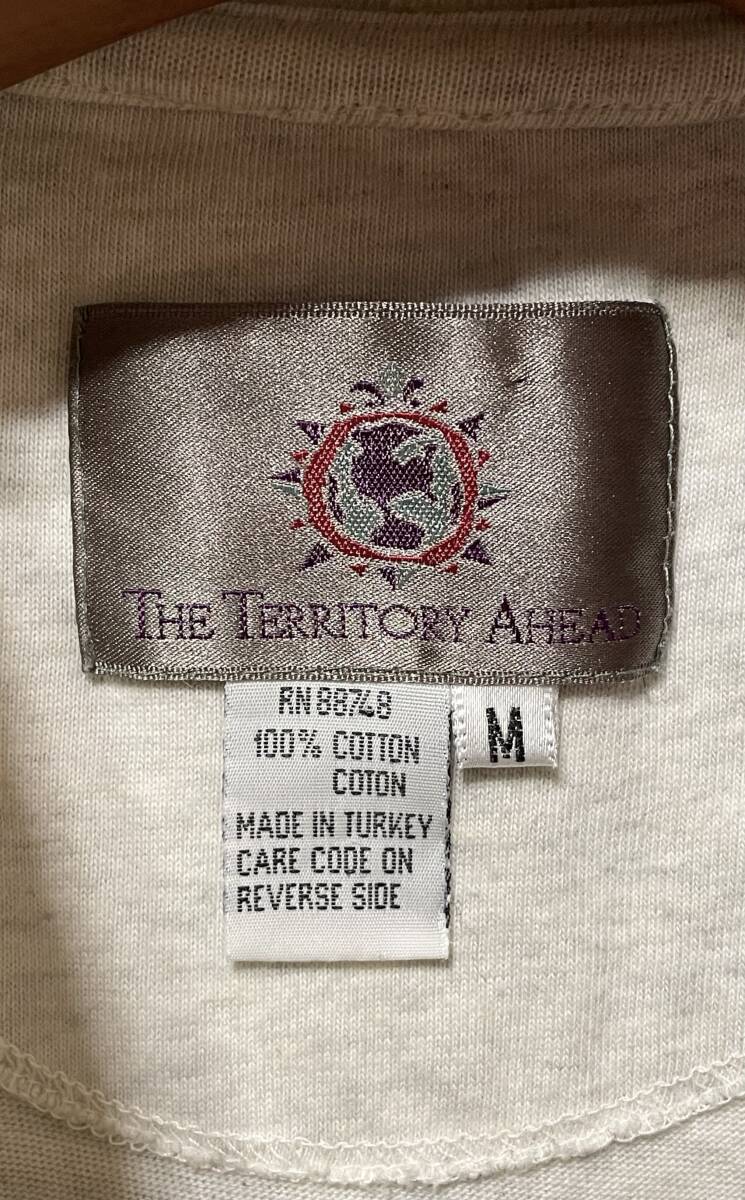 THE TERRITORY AHEAD
RN 88748
100% COTTON
COTON
M
MADE IN TURKEY
CARE CODE ON
REVERSE SIDE